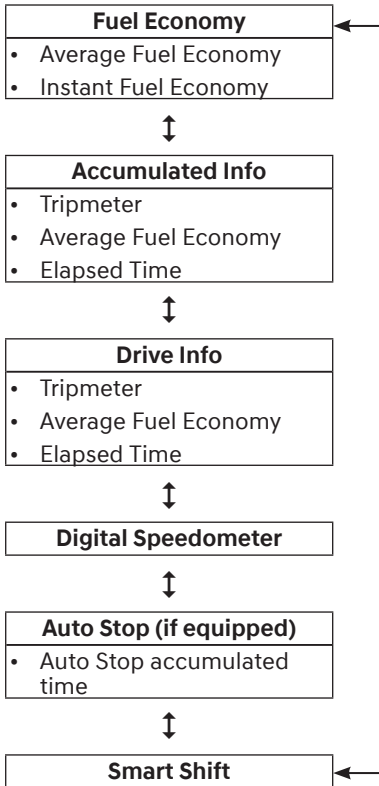 Fuel Economy
• Average Fuel Economy
• Instant Fuel Economy
Accumulated Info
• Tripmeter
• Average Fuel Economy
• Elapsed Time
Drive Info
• Tripmeter
• Average Fuel Economy
• Elapsed Time
Digital Speedometer
Auto Stop (if equipped)
• Auto Stop accumulated
time
Smart Shift